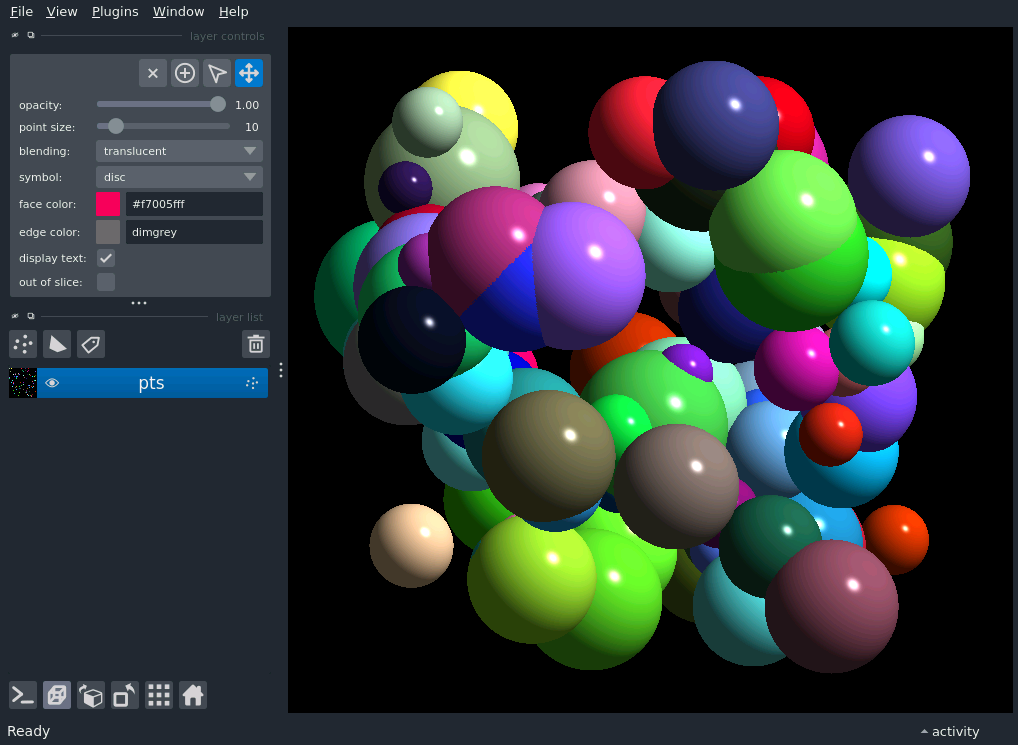 File View Plugins Window Help
layer controls
opacity: 1.00
point size: 10
blending: translucent
symbol: disc
face color: #f7005fff
edge color: dimgrey
display text:
out of slice:
layer list
pts
Ready
activity